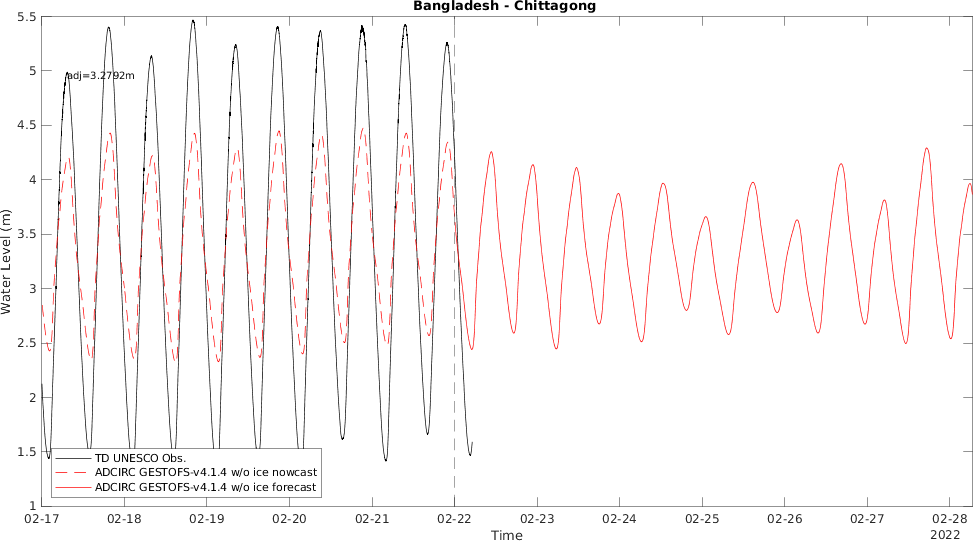 Bangladesh - Chittagong
5.5
5
4.5
4
3.5
3
2.5
2
1.5
1
Water Level (m)
adj=3.2792m
TD UNESCO Obs.
ADCIRC GESTOFS-v4.1.4 w/o ice nowcast
ADCIRC GESTOFS-v4.1.4 w/o ice forecast
02-17 02-18 02-19 02-20 02-21 02-22 02-23 02-24 02-25 02-26 02-27 02-28
Time
2022